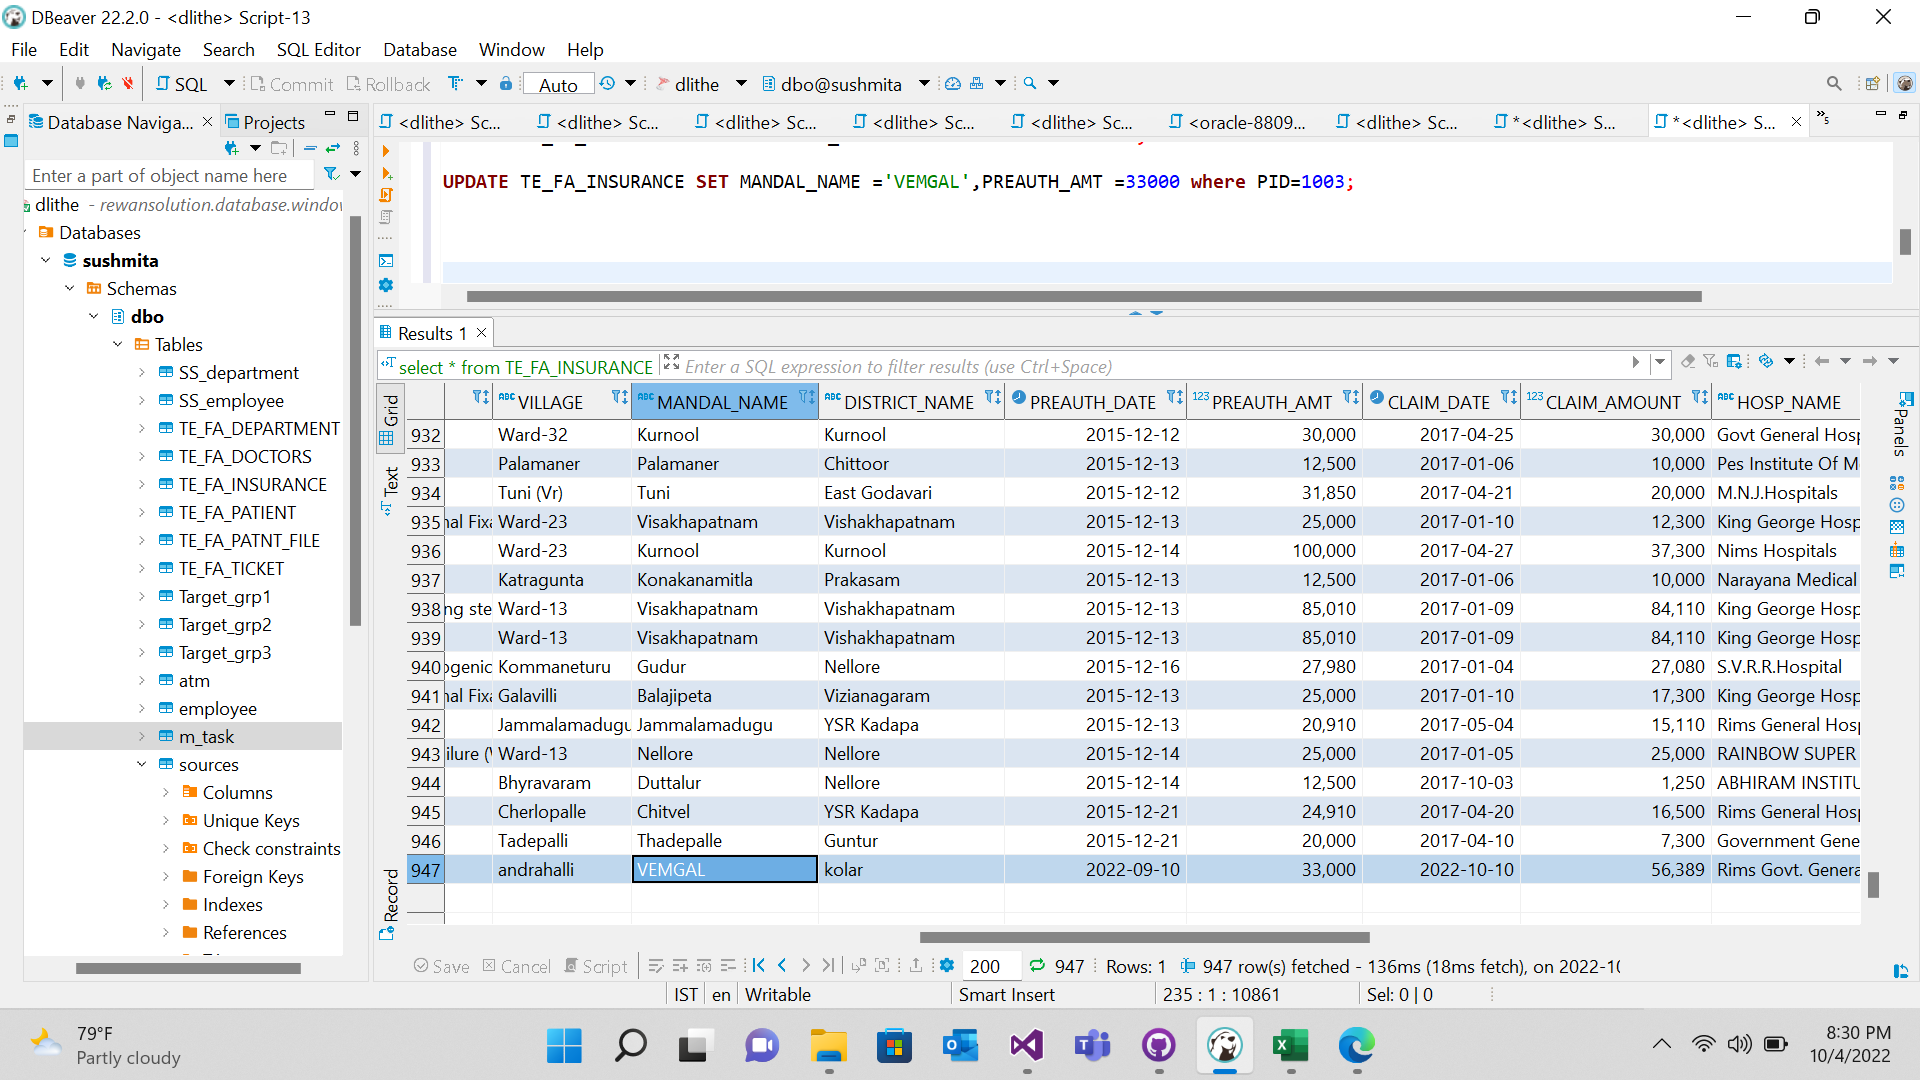 DBeaver 22.2.0 - <dlithe> Script-13
File Edit Navigate Search SQL Editor Database Window Help
SQL Commit Rollback Auto dlithe dbo@sushmita
Database Naviga... Projects
<dlithe> Sc... <dlithe> Sc... <dlithe> Sc... <dlithe> Sc... <dlithe> Sc... <oracle-8809... <dlithe> Sc... *<dlithe> S... *<dlithe> S... »5
Enter a part of object name here
dlithe - rewansolution.database.windov
Databases
sushmita
Schemas
dbo
Tables
SS_department
SS_employee
TE_FA_DEPARTMENT
TE_FA_DOCTORS
TE_FA_INSURANCE
TE_FA_PATIENT
TE_FA_PATNT_FILE
TE_FA_TICKET
Target_grp1
Target_grp2
Target_grp3
atm
employee
m_task
sources
Columns
Unique Keys
Check constraints
Foreign Keys
Indexes
References
UPDATE TE_FA_INSURANCE SET MANDAL_NAME ='VEMGAL',PREAUTH_AMT =33000 where PID=1003;
Results 1
select * from TE_FA_INSURANCE Enter a SQL expression to filter results (use Ctrl+Space)
Grid
Text
Record
Panels
ABC VILLAGE ABC MANDAL_NAME ABC DISTRICT_NAME PREAUTH_DATE 123 PREAUTH_AMT CLAIM_DATE 123 CLAIM_AMOUNT ABC HOSP_NAME
932 Ward-32 Kurnool Kurnool 2015-12-12 30,000 2017-04-25 30,000 Govt General Hosp
933 Palamaner Palamaner Chittoor 2015-12-13 12,500 2017-01-06 10,000 Pes Institute Of M
934 Tuni (Vr) Tuni East Godavari 2015-12-12 31,850 2017-04-21 20,000 M.N.J.Hospitals
935 nal Fixa Ward-23 Visakhapatnam Vishakhapatnam 2015-12-13 25,000 2017-01-10 12,300 King George Hosp
936 Ward-23 Kurnool Kurnool 2015-12-14 100,000 2017-04-27 37,300 Nims Hospitals
937 Katragunta Konakanamitla Prakasam 2015-12-13 12,500 2017-01-06 10,000 Narayana Medical
938 ng ste Ward-13 Visakhapatnam Vishakhapatnam 2015-12-13 85,010 2017-01-09 84,110 King George Hosp
939 Ward-13 Visakhapatnam Vishakhapatnam 2015-12-13 85,010 2017-01-09 84,110 King George Hosp
940 ogenic Kommaneturu Gudur Nellore 2015-12-16 27,980 2017-01-04 27,080 S.V.R.R.Hospital
941 nal Fixa Galavilli Balajipeta Vizianagaram 2015-12-13 25,000 2017-01-10 17,300 King George Hosp
942 Jammalamadugu Jammalamadugu YSR Kadapa 2015-12-13 20,910 2017-05-04 15,110 Rims General Hosp
943 ilure (\ Ward-13 Nellore Nellore 2015-12-14 25,000 2017-01-05 25,000 RAINBOW SUPER
944 Bhyravaram Duttalur Nellore 2015-12-14 12,500 2017-10-03 1,250 ABHIRAM INSTITU
945 Cherlopalle Chitvel YSR Kadapa 2015-12-21 24,910 2017-04-20 16,500 Rims General Hosp
946 Tadepalli Thadepalle Guntur 2015-12-21 20,000 2017-04-10 7,300 Government Gene
947 andrahalli VEMGAL kolar 2022-09-10 33,000 2022-10-10 56,389 Rims Govt. Genera
Save Cancel Script 200 947 Rows: 1 947 row(s) fetched - 136ms (18ms fetch), on 2022-1
IST en Writable Smart Insert 235 : 1 : 10861 Sel: 0 | 0
79°F
Partly cloudy
8:30 PM
10/4/2022